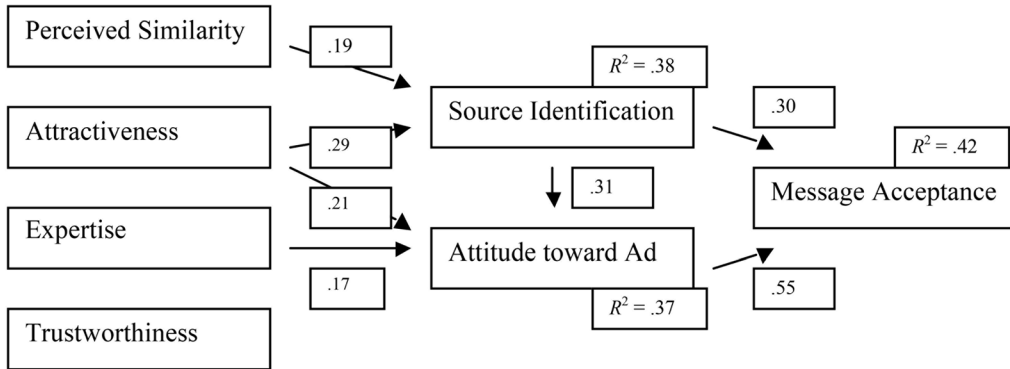 Perceived Similarity
.19
R² = .38
Source Identification
.30
Attractiveness
.29
R² = .42
Message Acceptance
.31
.21
Expertise
Attitude toward Ad
.17
.55
R² = .37
Trustworthiness